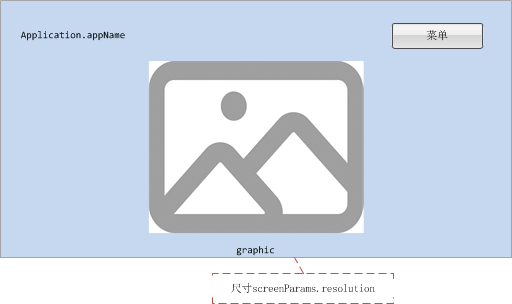 Application.appName
菜单
graphic
尺寸screenParams.resolution